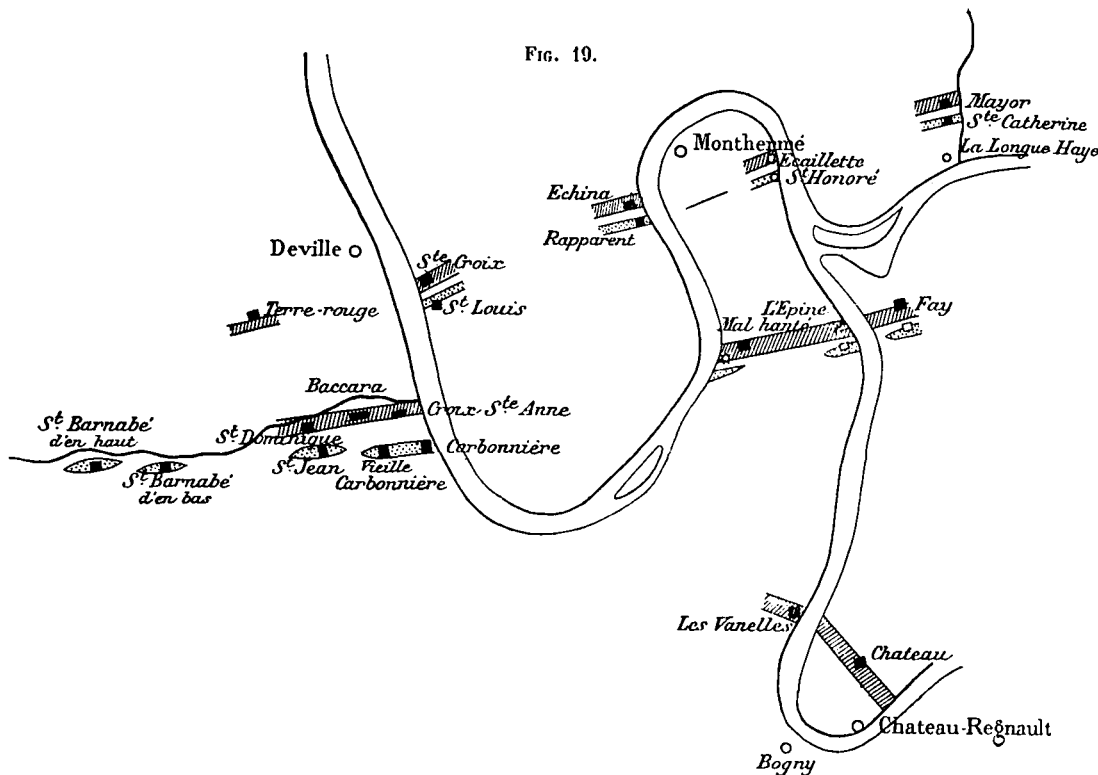 FIG. 19.
Mayor
Ste Catherine
La Longue Haye
Monthermé
Ecaillette
St Honoré
Echina
Rapparent
Deville
Ste Croix
St Louis
Terre-rouge
L'Epine
Mal hanté
Fay
Baccara
Croix Ste Anne
St Barnabé
d'en haut
St Dominique
Carbonnière
St Jean
Vieille
Carbonnière
St Barnabé
d'en bas
Les Vanelles
Chateau
Chateau-Regnault
Bogny